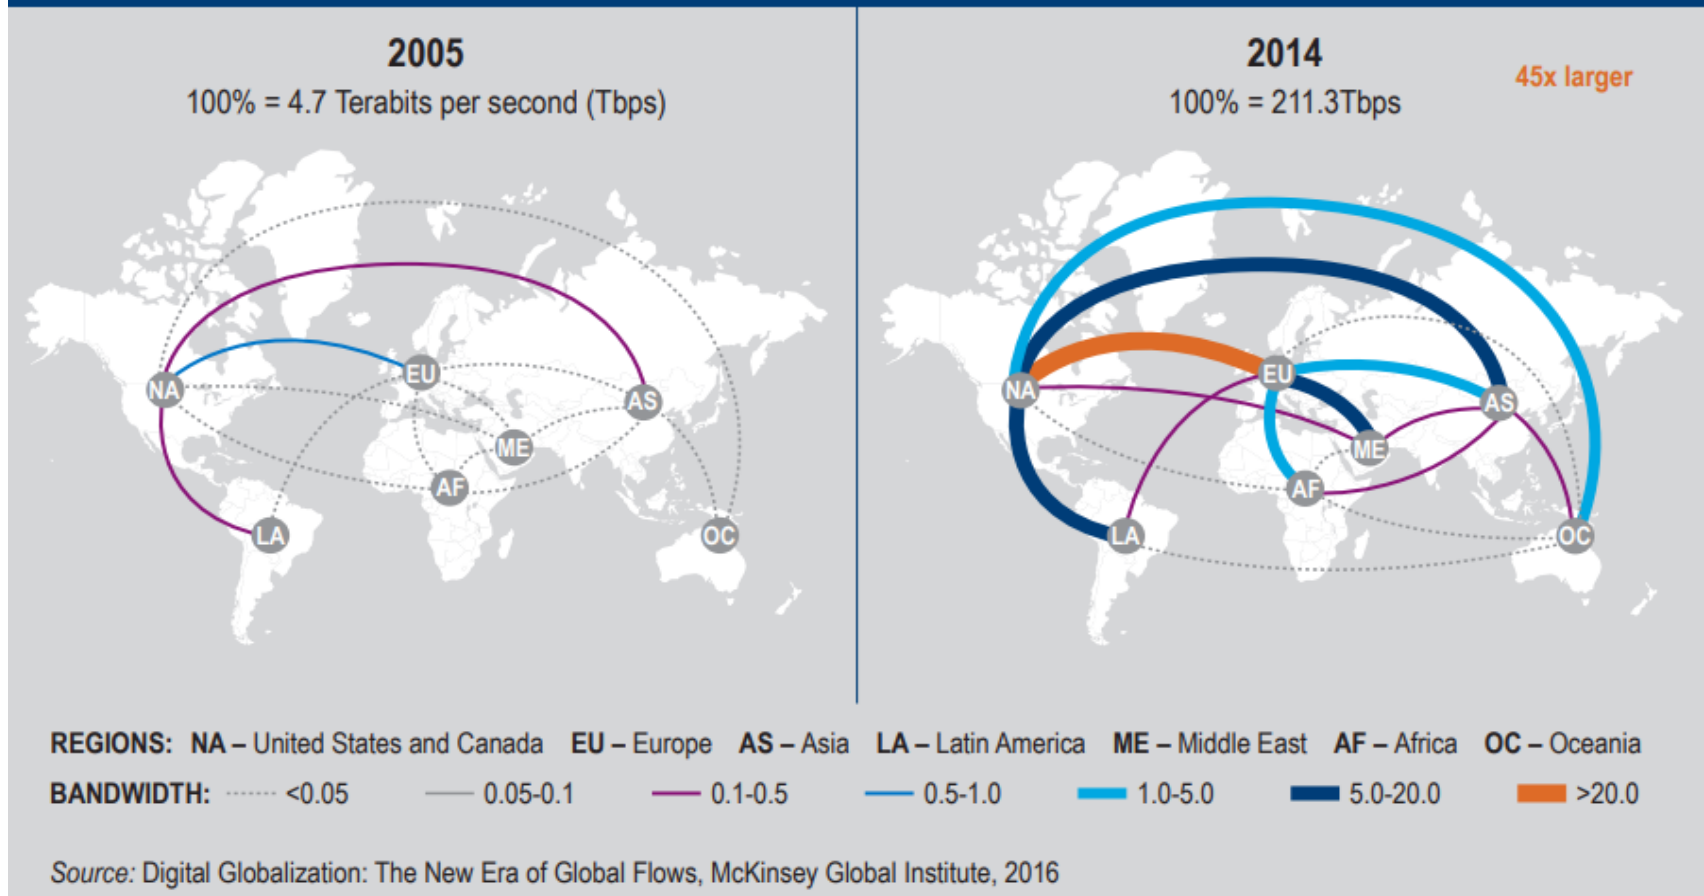 2005
100% = 4.7 Terabits per second (Tbps)
NA
EU
AS
ME
AF
LA
OC
2014
100% = 211.3Tbps
45x larger
NA
EU
AS
ME
AF
LA
OC
REGIONS: NA – United States and Canada EU – Europe AS – Asia LA – Latin America ME – Middle East AF – Africa OC – Oceania
BANDWIDTH: <0.05 0.05-0.1 0.1-0.5 0.5-1.0 1.0-5.0 5.0-20.0 >20.0
Source: Digital Globalization: The New Era of Global Flows, McKinsey Global Institute, 2016